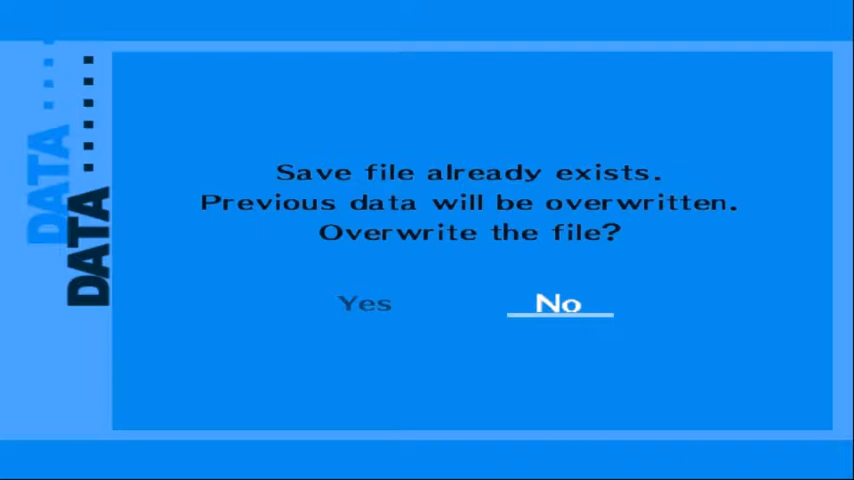 DATA......
DATA...
Save file already exists.
Previous data will be overwritten.
Overwrite the file?
Yes No